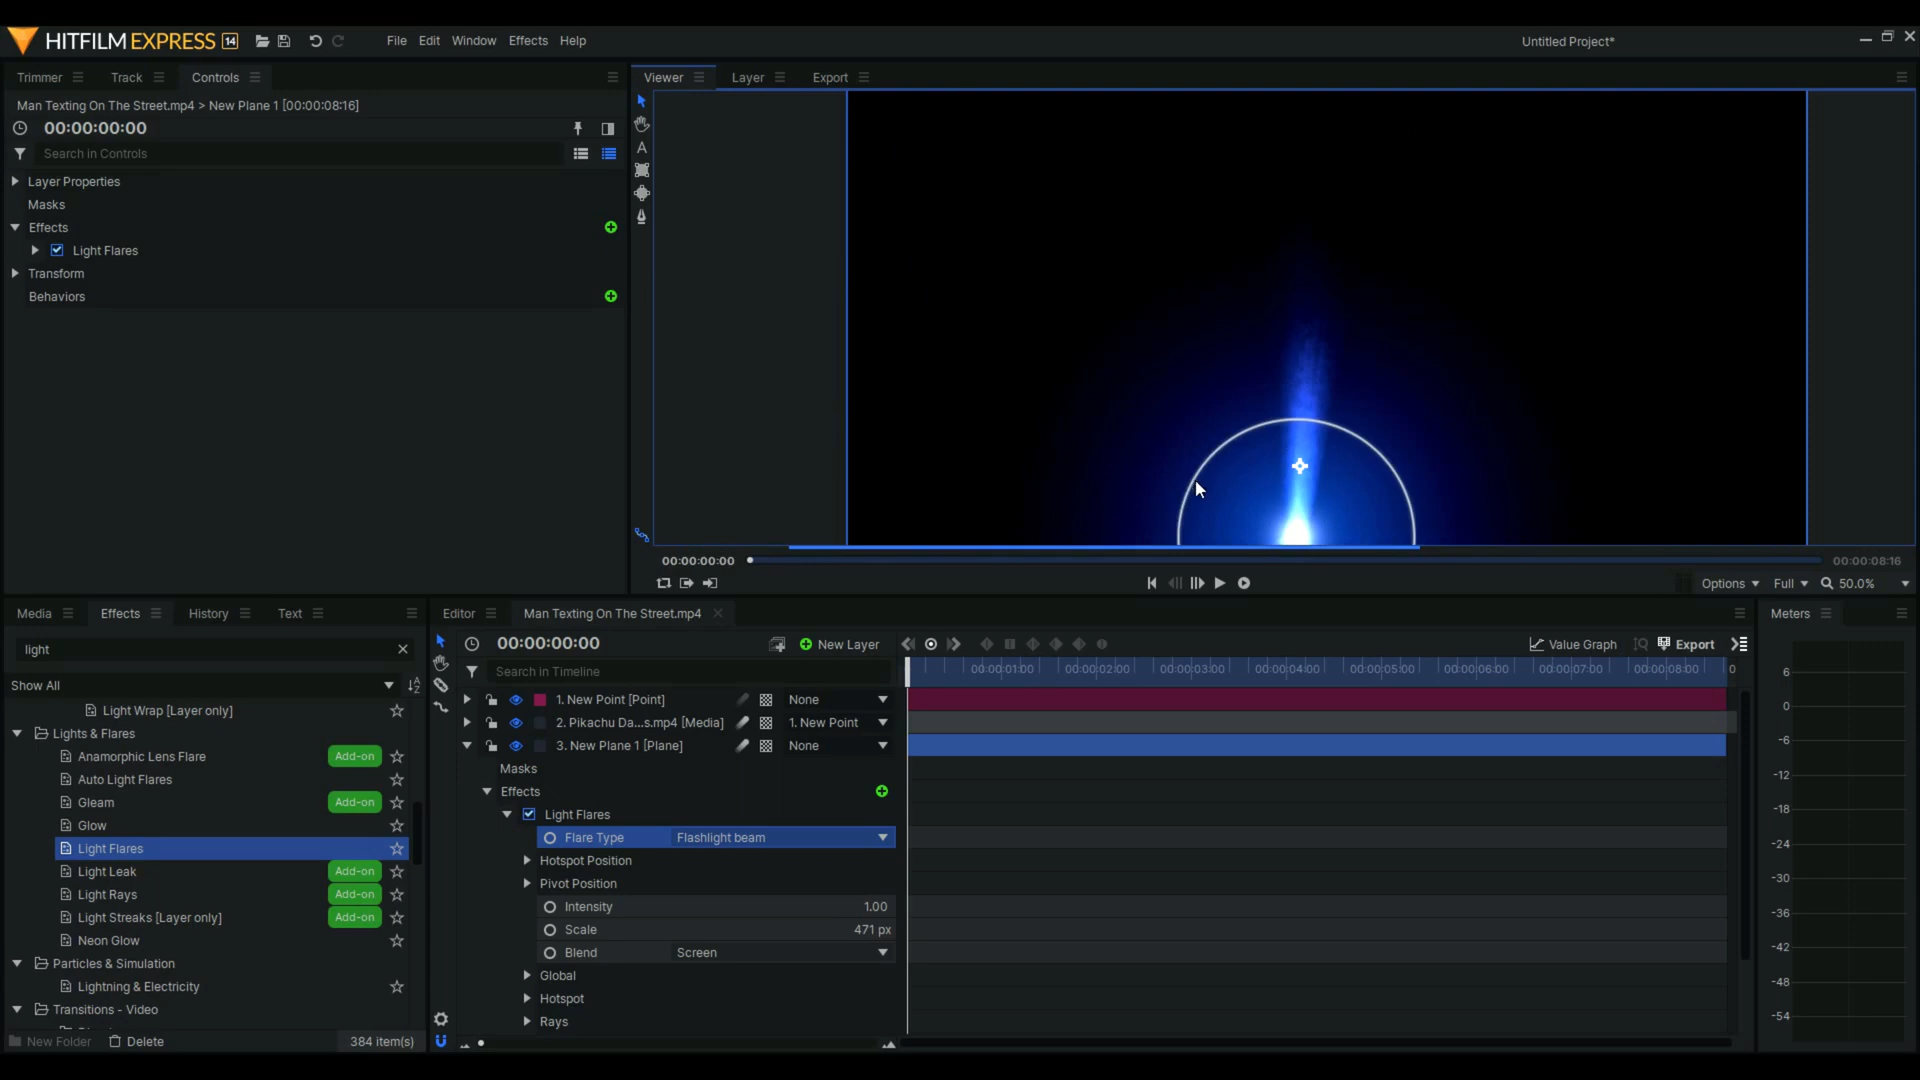 HITFILM EXPRESS 14
File Edit Window Effects Help
Untitled Project*
Trimmer Track Controls
Man Texting On The Street.mp4 > New Plane 1 [00:00:08:16]
00:00:00:00
Search in Controls
Layer Properties
Masks
Effects
Light Flares
Transform
Behaviors
Viewer Layer Export
A
00:00:00:00
00:00:08:16
Options Full 50.0%
Media Effects History Text
light
Show All
Light Wrap [Layer only]
Lights & Flares
Anamorphic Lens Flare Add-on
Auto Light Flares
Gleam Add-on
Glow
Light Flares
Light Leak Add-on
Light Rays Add-on
Light Streaks [Layer only] Add-on
Neon Glow
Particles & Simulation
Lightning & Electricity
Transitions - Video
New Folder Delete 384 item(s)
Editor Man Texting On The Street.mp4
00:00:00:00 New Layer
Value Graph Export
Search in Timeline
00:00:01:00 00:00:02:00 00:00:03:00 00:00:04:00 00:00:05:00 00:00:06:00 00:00:07:00 00:00:08:00 0
1. New Point [Point] None
2. Pikachu Da...s.mp4 [Media] 1. New Point
3. New Plane 1 [Plane] None
Masks
Effects
Light Flares
Flare Type Flashlight beam
Hotspot Position
Pivot Position
Intensity 1.00
Scale 471 px
Blend Screen
Global
Hotspot
Rays
Meters
6
0
-6
-12
-18
-24
-30
-36
-42
-48
-54